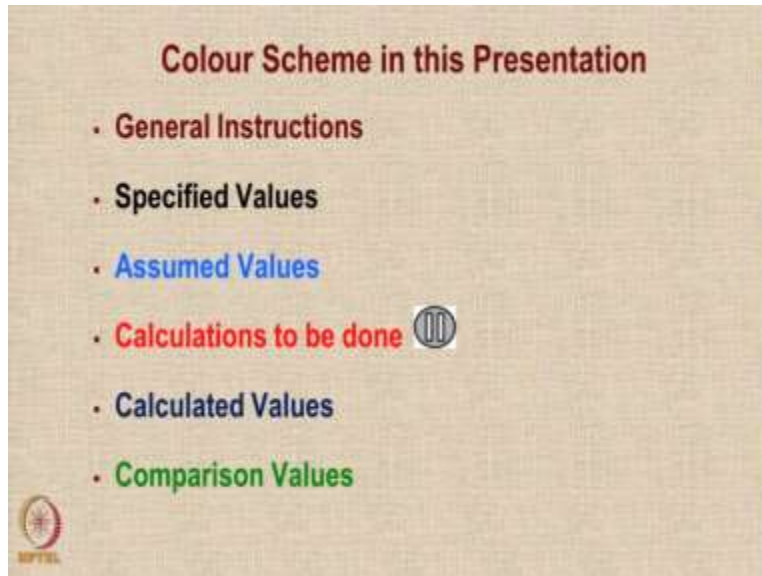 Colour Scheme in this Presentation
· General Instructions
· Specified Values
· Assumed Values
· Calculations to be done
· Calculated Values
· Comparison Values
NPTEL